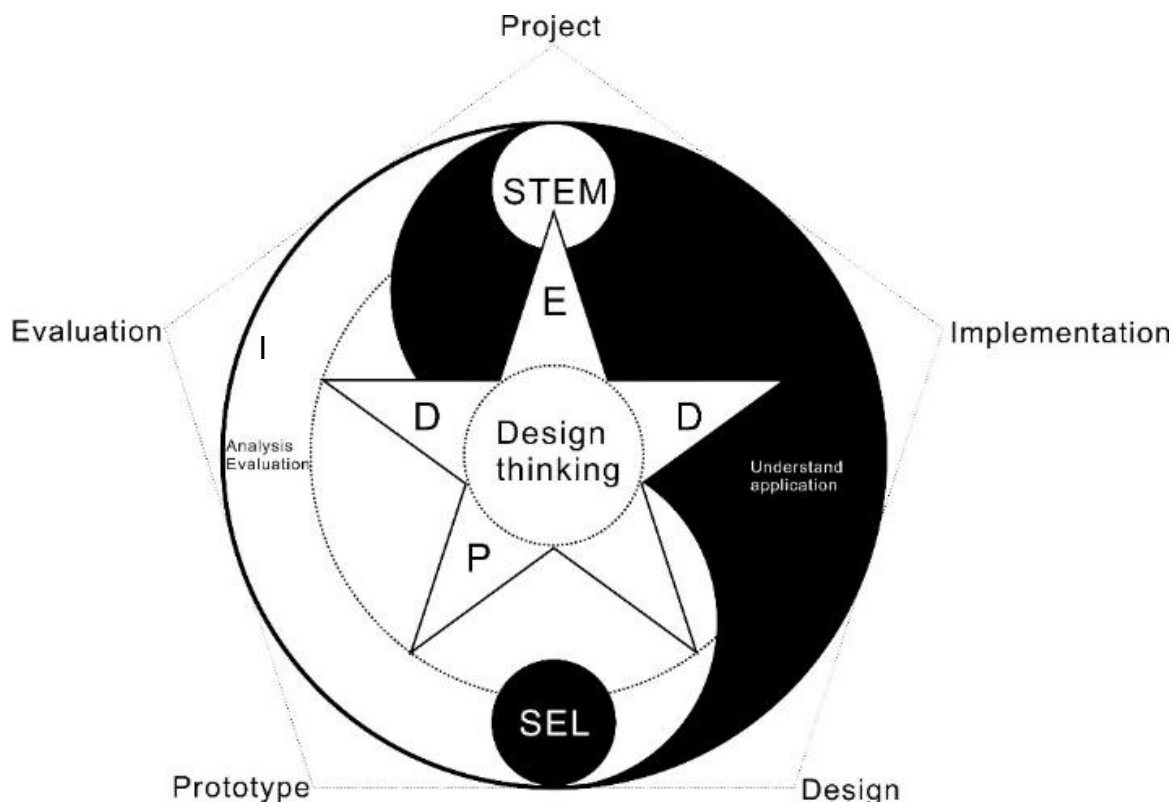 Project
STEM
E
Evaluation
Implementation
I
D
D
Design
thinking
Analysis
Evaluation
Understand
application
P
SEL
Prototype
Design